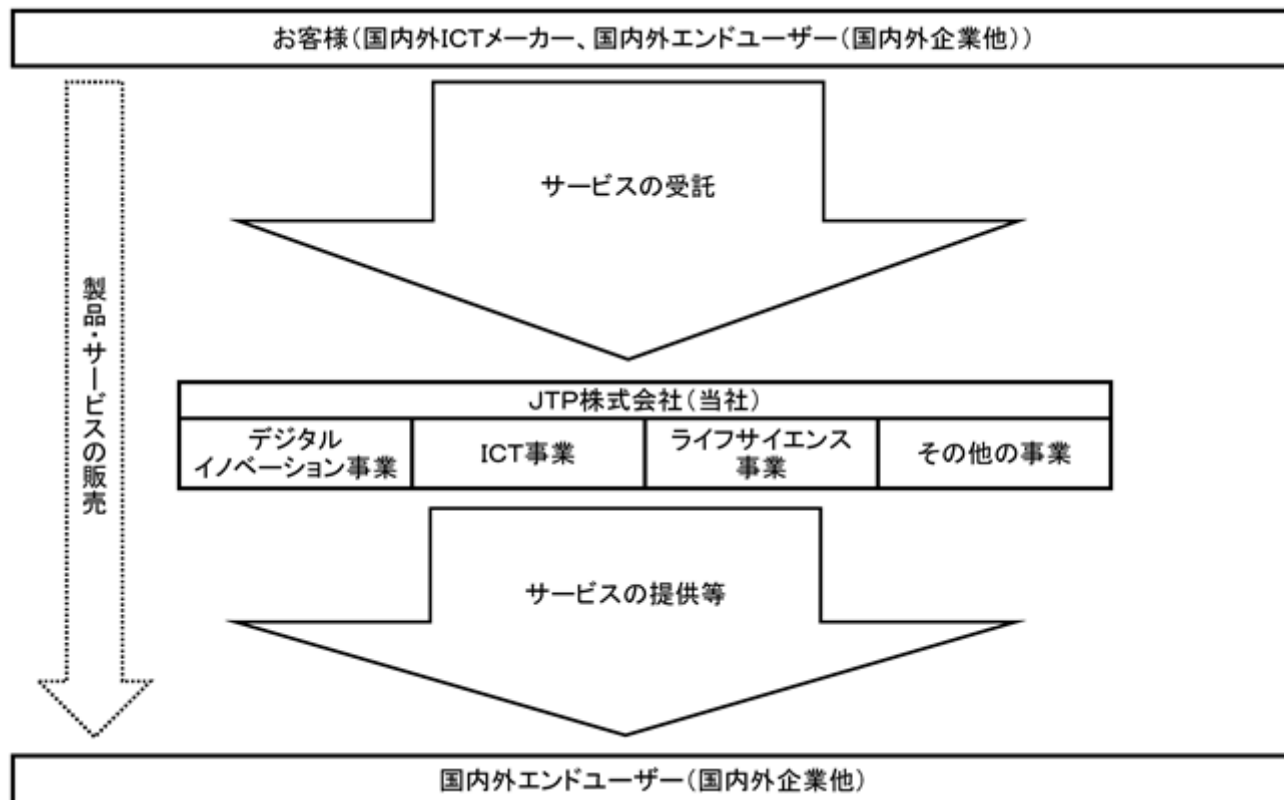 お客様(国内外ICTメーカー、国内外エンドユーザー(国内外企業他))
サービスの受託
製品・サービスの販売
JTP株式会社(当社)
デジタル
イノベーション事業
ICT事業
ライフサイエンス
事業
その他の事業
サービスの提供等
国内外エンドユーザー(国内外企業他)